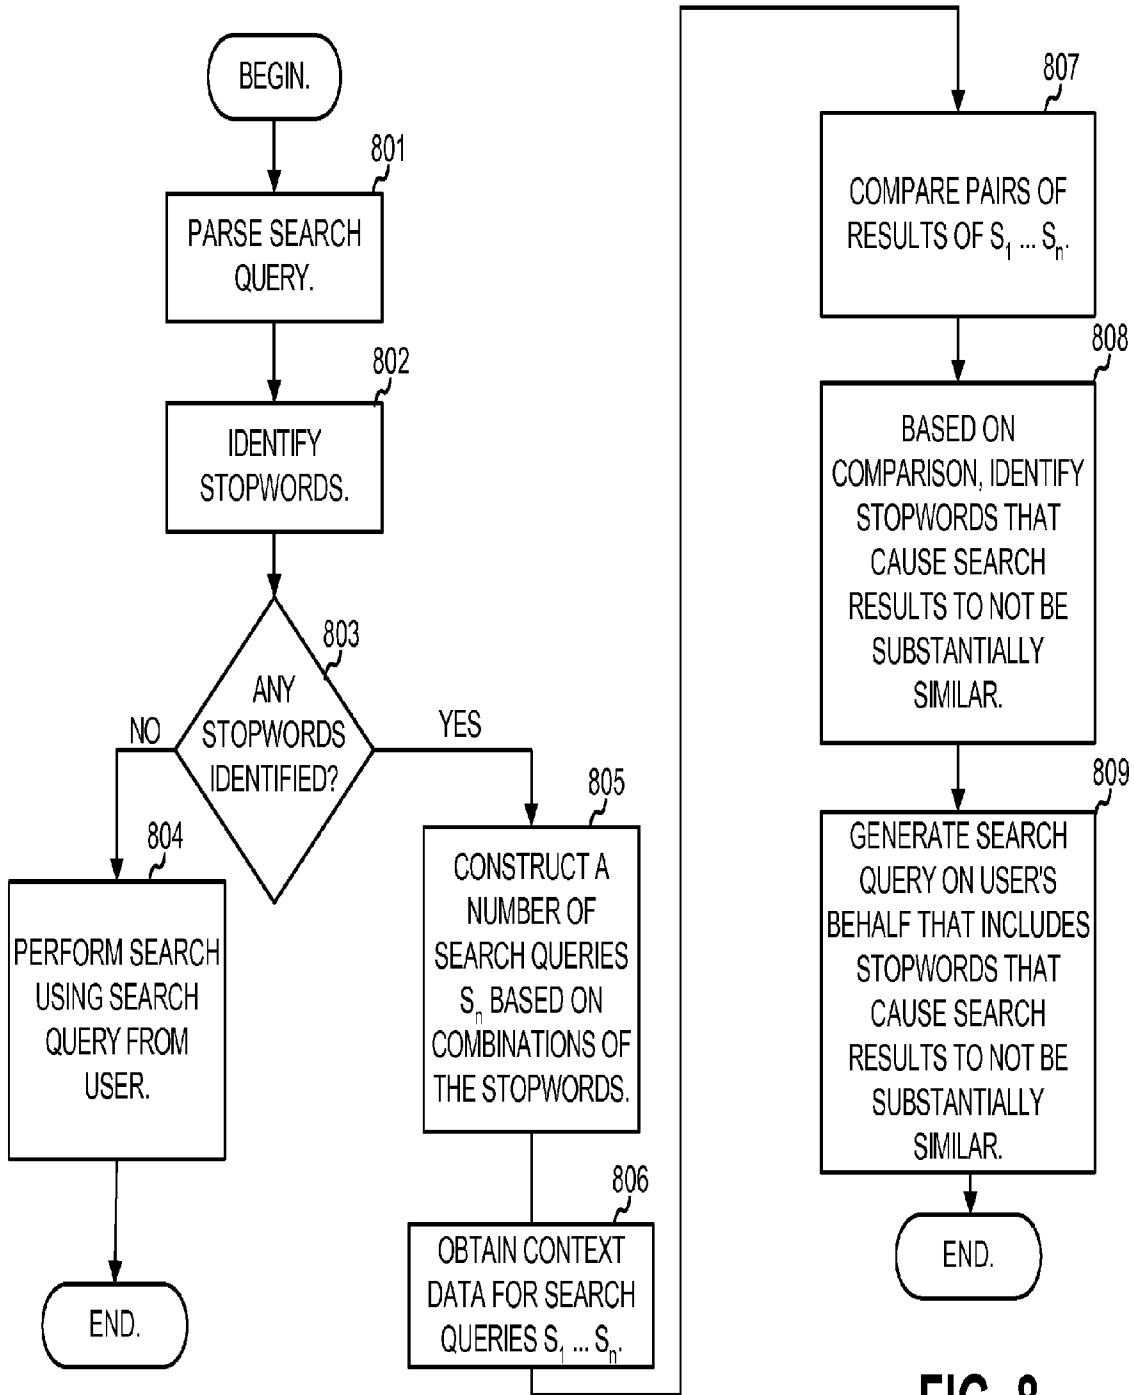 BEGIN.
801
PARSE SEARCH
QUERY.
802
IDENTIFY
STOPWORDS.
803
ANY
STOPWORDS
IDENTIFIED?
NO
YES
804
PERFORM SEARCH
USING SEARCH
QUERY FROM
USER.
END.
805
CONSTRUCT A
NUMBER OF
SEARCH QUERIES
Sn BASED ON
COMBINATIONS OF
THE STOPWORDS.
806
OBTAIN CONTEXT
DATA FOR SEARCH
QUERIES S1 ... Sn.
807
COMPARE PAIRS OF
RESULTS OF S1 ... Sn.
808
BASED ON
COMPARISON, IDENTIFY
STOPWORDS THAT
CAUSE SEARCH
RESULTS TO NOT BE
SUBSTANTIALLY
SIMILAR.
809
GENERATE SEARCH
QUERY ON USER'S
BEHALF THAT INCLUDES
STOPWORDS THAT
CAUSE SEARCH
RESULTS TO NOT BE
SUBSTANTIALLY
SIMILAR.
END.
FIG. 8